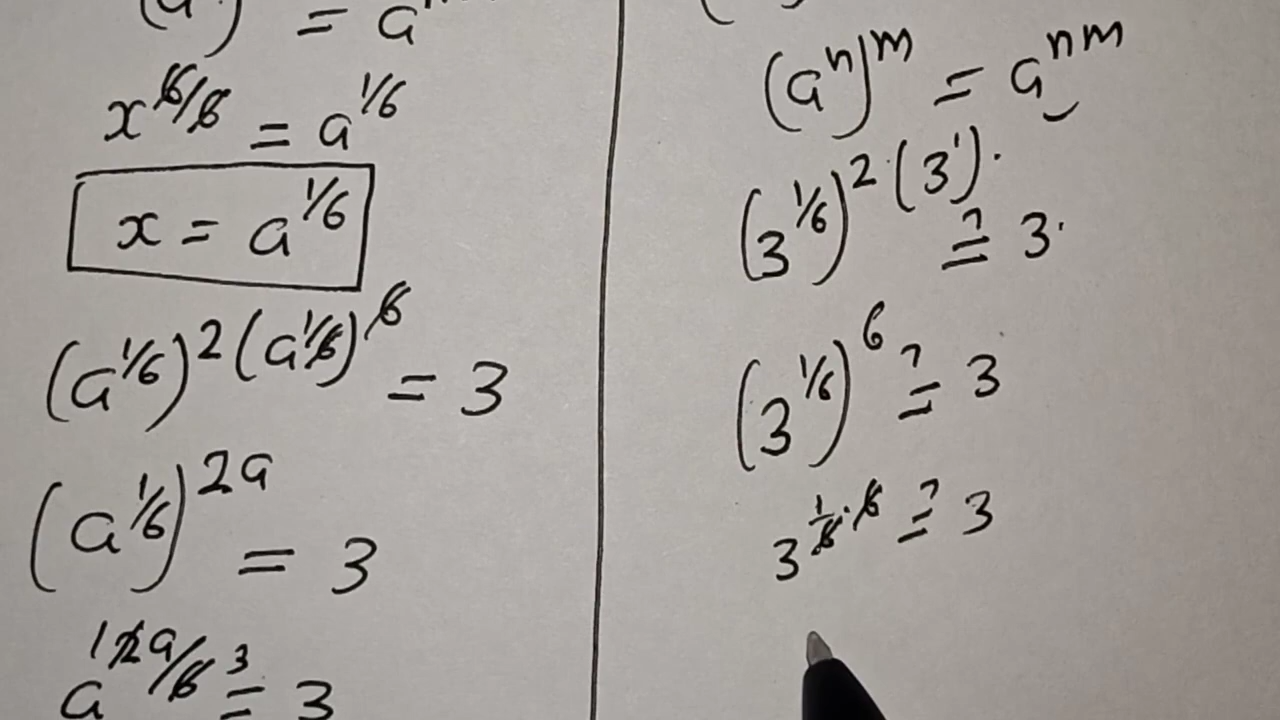 = a
x^6/6 = a^1/6
x = a^1/6
(a^1/6)^2(a^1/6)^6 = 3
(a^1/6)^2a = 3
a^12a/6 3 = 3
(a^n)^m = a^nm
(3^1/6)^2·(3^1)· ?= 3·
(3^1/6)^6 ?= 3
3^1/6·6 ?= 3